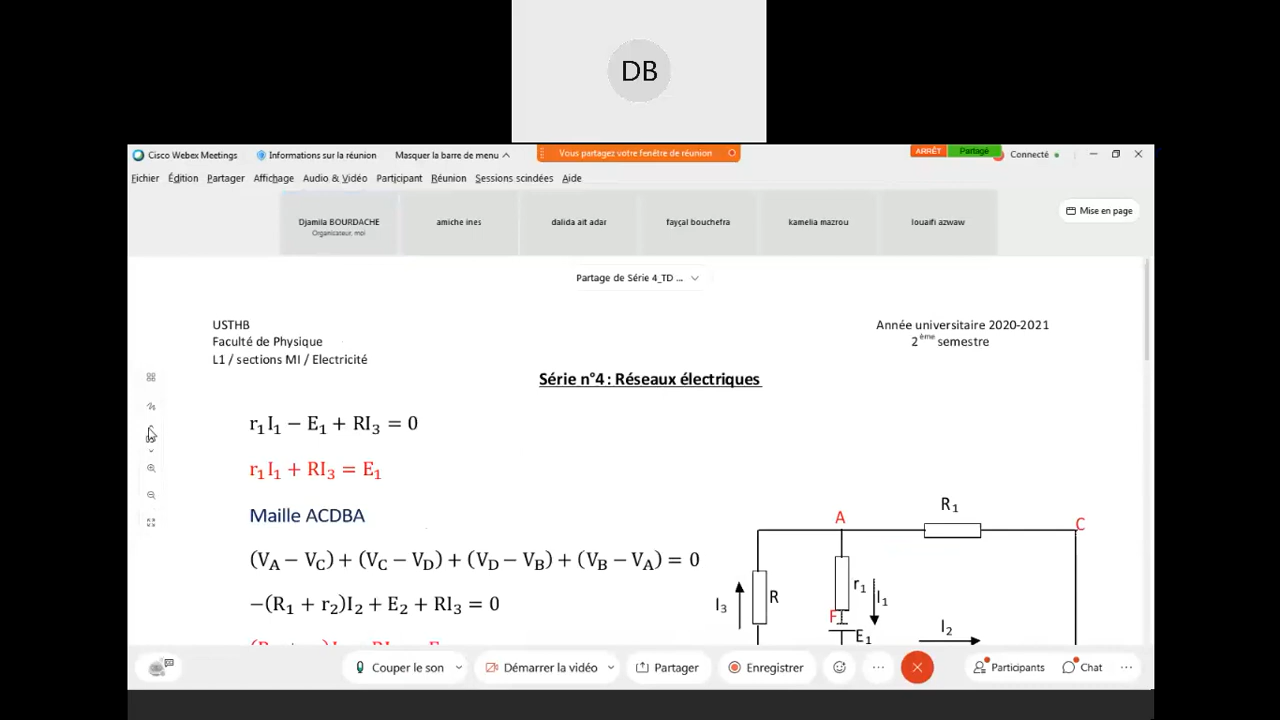 DB
Cisco Webex Meetings
Informations sur la réunion
Masquer la barre de menu
Vous partagez votre fenêtre de réunion
ARRÊT
Partagé
Connecté
Fichier Édition Partager Affichage Audio & Vidéo Participant Réunion Sessions scindées Aide
Djamila BOURDACHE
Organisateur, moi
amiche ines
dalida ait adar
fayçal bouchefra
kamelia mazrou
louaifi azwaw
Mise en page
Partage de Série 4_TD ...
USTHB
Année universitaire 2020-2021
Faculté de Physique
2ème semestre
L1 / sections MI / Electricité
Série n°4 : Réseaux électriques
r₁I₁ − E₁ + RI₃ = 0
r₁I₁ + RI₃ = E₁
Maille ACDBA
(V_A − V_C) + (V_C − V_D) + (V_D − V_B) + (V_B − V_A) = 0
−(R₁ + r₂)I₂ + E₂ + RI₃ = 0
R₁
A
C
I₃
R
r₁
I₁
F
E₁
I₂
Couper le son
Démarrer la vidéo
Partager
Enregistrer
Participants
Chat